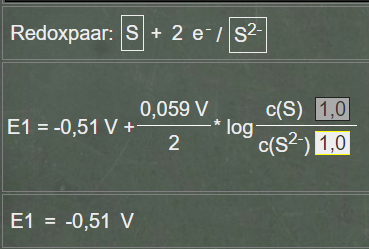 Redoxpaar: S + 2 e⁻ / S²⁻
E1 = -0,51 V + 0,059 V / 2 * log c(S) 1,0 / c(S²⁻) 1,0
E1 = -0,51 V